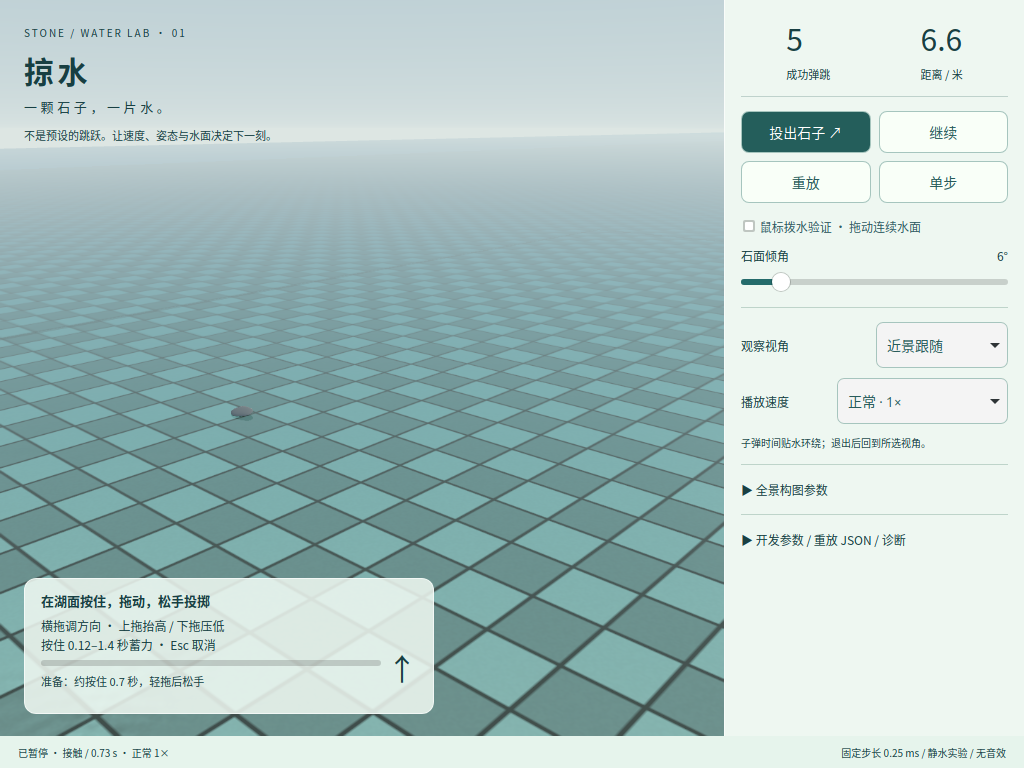 STONE / WATER LAB · 01
掠水
一颗石子，一片水。
不是预设的跳跃。让速度、姿态与水面决定下一刻。
5
6.6
成功弹跳
距离 / 米
投出石子 ↗
继续
重放
单步
鼠标拨水验证 · 拖动连续水面
石面倾角
6°
观察视角
近景跟随
播放速度
正常 · 1×
子弹时间贴水环绕；退出后回到所选视角。
▶ 全景构图参数
▶ 开发参数 / 重放 JSON / 诊断
在湖面按住，拖动，松手投掷
横拖调方向 · 上拖抬高 / 下拖压低
按住 0.12–1.4 秒蓄力 · Esc 取消
↑
准备：约按住 0.7 秒，轻拖后松手
已暂停 · 接触 / 0.73 s · 正常 1×
固定步长 0.25 ms / 静水实验 / 无音效